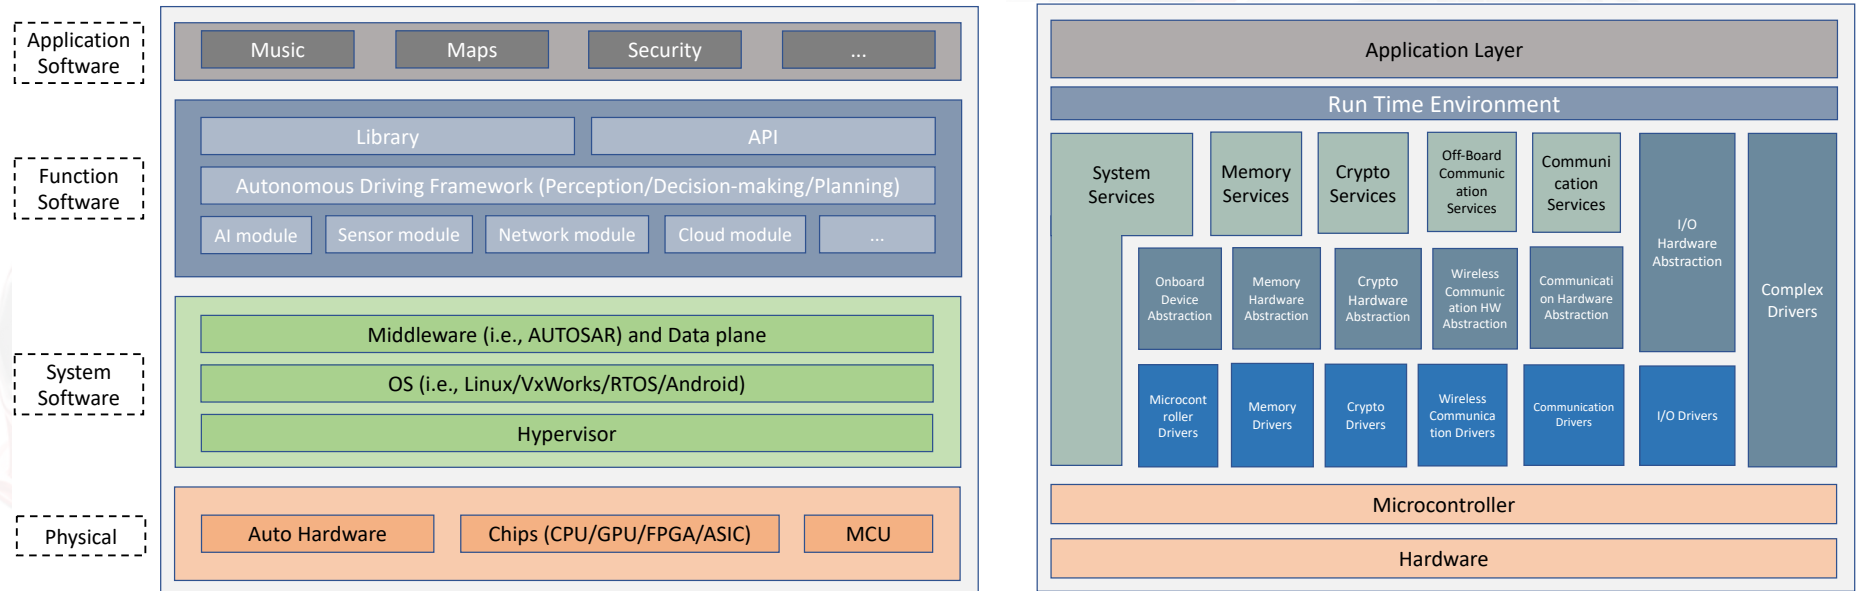 Application
Software
Music
Maps
Security
...
Function
Software
Library
API
Autonomous Driving Framework (Perception/Decision-making/Planning)
AI module
Sensor module
Network module
Cloud module
...
System
Software
Middleware (i.e., AUTOSAR) and Data plane
OS (i.e., Linux/VxWorks/RTOS/Android)
Hypervisor
Physical
Auto Hardware
Chips (CPU/GPU/FPGA/ASIC)
MCU
Application Layer
Run Time Environment
System
Services
Memory
Services
Crypto
Services
Off-Board
Communic
ation
Services
Communi
cation
Services
I/O
Hardware
Abstraction
Complex
Drivers
Onboard
Device
Abstraction
Memory
Hardware
Abstraction
Crypto
Hardware
Abstraction
Wireless
Communic
ation HW
Abstraction
Communicati
on Hardware
Abstraction
Microcont
roller
Drivers
Memory
Drivers
Crypto
Drivers
Wireless
Communica
tion Drivers
Communication
Drivers
I/O Drivers
Microcontroller
Hardware